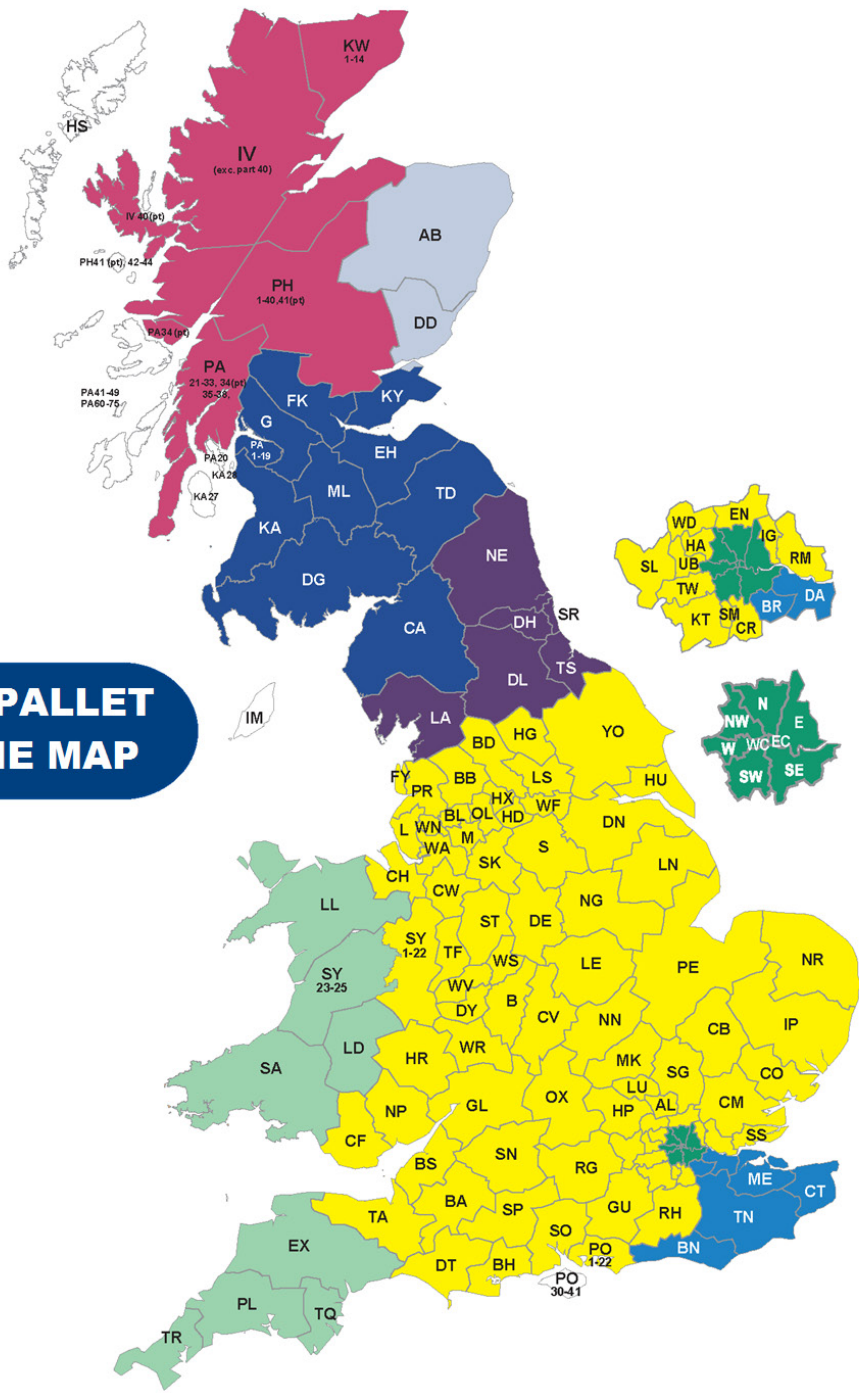 KW
1-14
HS
IV
(exc. part 40)
IV 40(pt)
AB
PH41 (pt), 42-44
PH
1-40,41(pt)
DD
PA34(pt)
PA
21-33, 34(pt)
35-38,
PA41-49
PA60-75
FK
KY
G
PA
1-19
EH
PA20
KA28
KA27
ML
TD
KA
DG
NE
CA
DH
SR
TS
DL
LA
IM
PALLET
IE MAP
WD
EN
IG
HA
RM
SL
UB
TW
DA
BR
KT
SM
CR
N
NW
E
W
WC
EC
SW
SE
YO
HG
BD
FY
PR
BB
LS
HU
HX
BL
OL
HD
WF
L
WN
M
WA
DN
S
SK
LN
CH
CW
LL
NG
ST
DE
SY
1-22
TF
SY
23-25
WS
LE
PE
NR
WV
DY
B
CV
NN
CB
IP
LD
HR
WR
MK
SG
CO
SA
LU
OX
HP
AL
CM
NP
GL
CF
SS
BS
SN
RG
ME
CT
BA
TA
SP
GU
RH
TN
EX
SO
PO
1-22
BN
DT
BH
PO
30-41
PL
TQ
TR